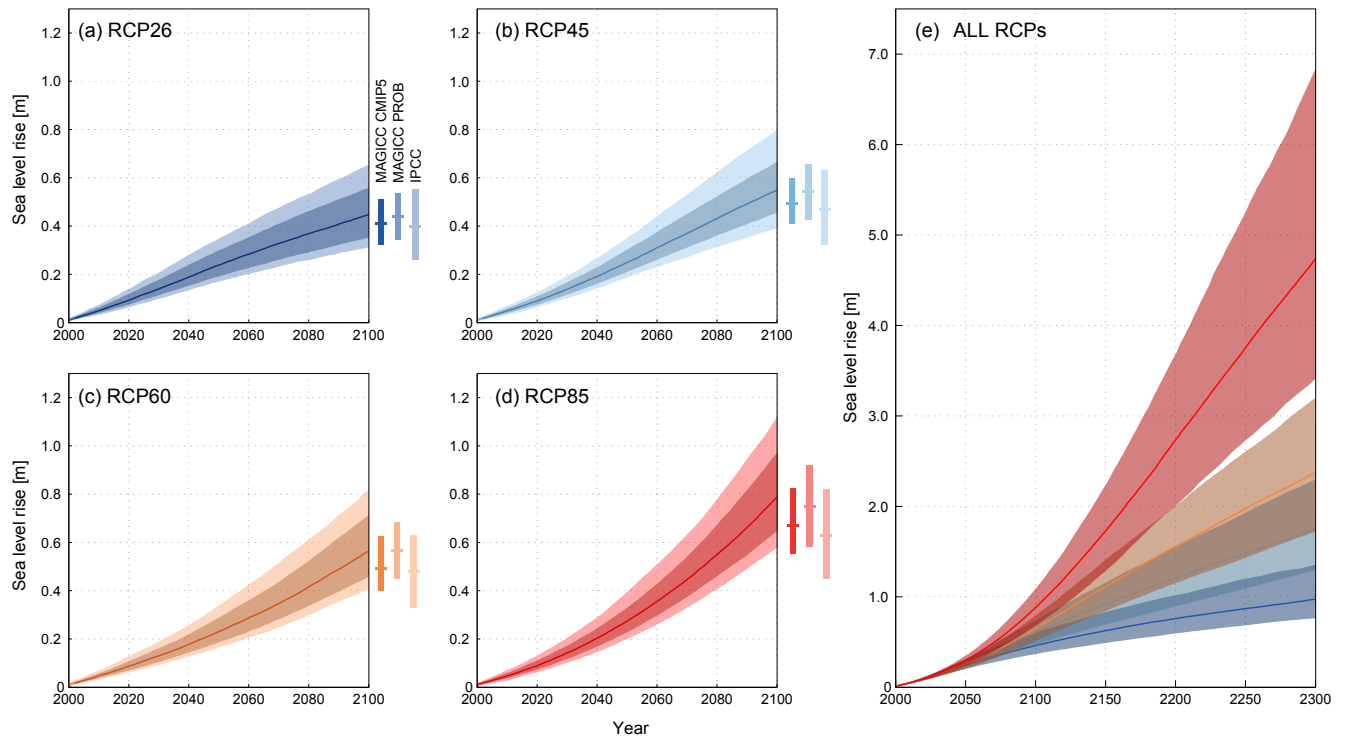 (a) RCP26
Sea level rise [m]
1.2
1.0
0.8
0.6
0.4
0.2
0
2000 2020 2040 2060 2080 2100
MAGICC CMIP5
MAGICC PROB
IPCC
(b) RCP45
1.2
1.0
0.8
0.6
0.4
0.2
0
2000 2020 2040 2060 2080 2100
(c) RCP60
Sea level rise [m]
1.2
1.0
0.8
0.6
0.4
0.2
0
2000 2020 2040 2060 2080 2100
(d) RCP85
1.2
1.0
0.8
0.6
0.4
0.2
0
2000 2020 2040 2060 2080 2100
Year
(e) ALL RCPs
Sea level rise [m]
7.0
6.0
5.0
4.0
3.0
2.0
1.0
0
2000 2050 2100 2150 2200 2250 2300